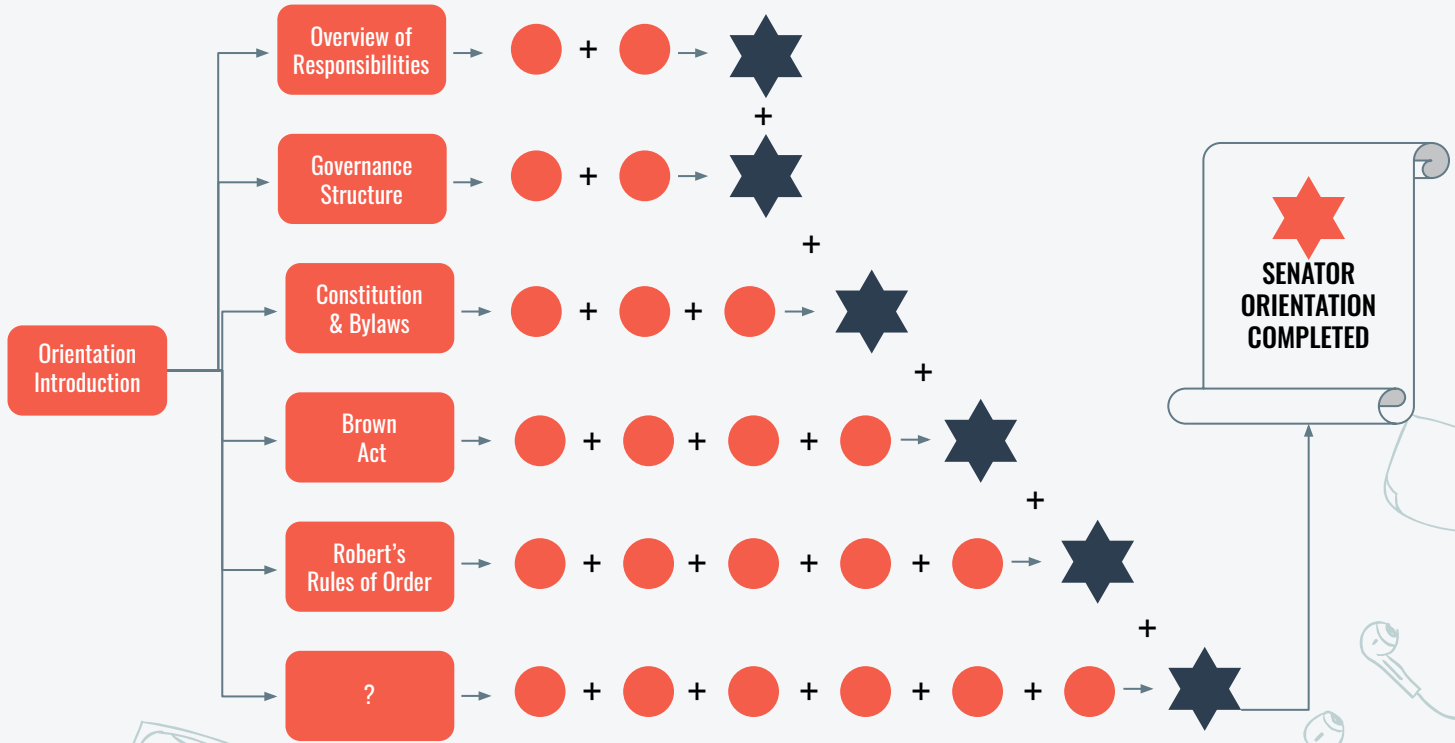 Overview of
Responsibilities
+
+
Governance
Structure
+
+
Constitution
& Bylaws
+
+
+
Orientation
Introduction
Brown
Act
+
+
+
+
Robert's
Rules of Order
+
+
+
+
+
?
+
+
+
+
+
SENATOR
ORIENTATION
COMPLETED